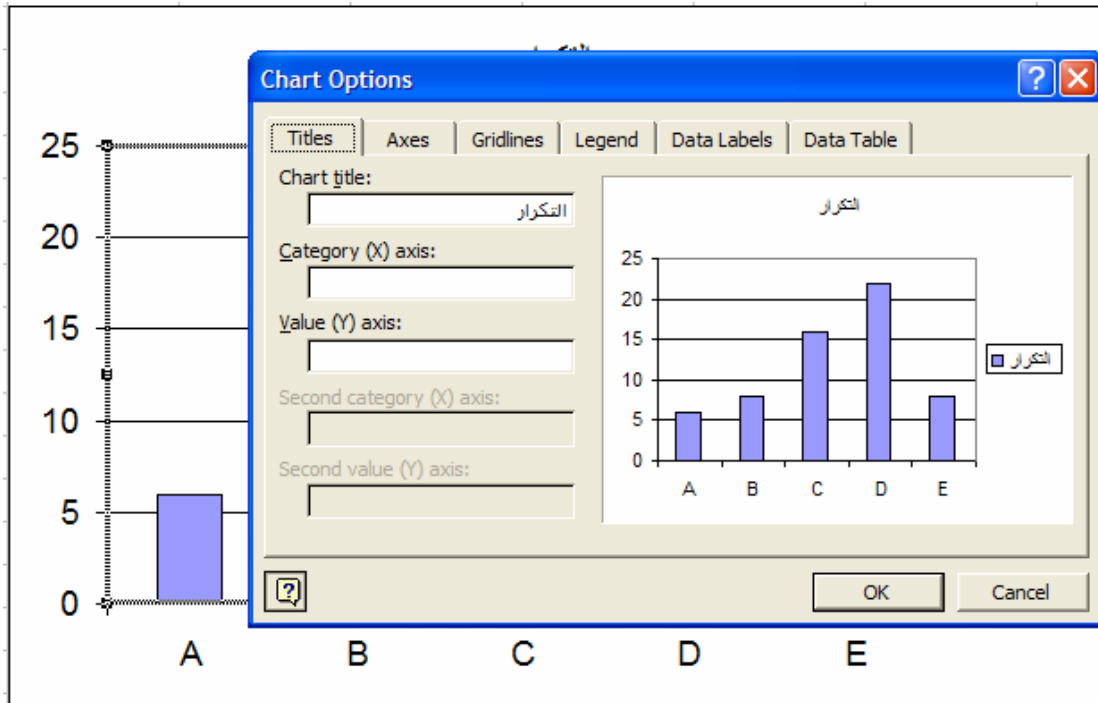 التكرار
Chart Options
Titles Axes Gridlines Legend Data Labels Data Table
Chart title:
التكرار
Category (X) axis:
Value (Y) axis:
Second category (X) axis:
Second value (Y) axis:
التكرار
25
20
15
10
5
0
A B C D E
التكرار
OK Cancel
25
20
15
10
5
0
A B C D E